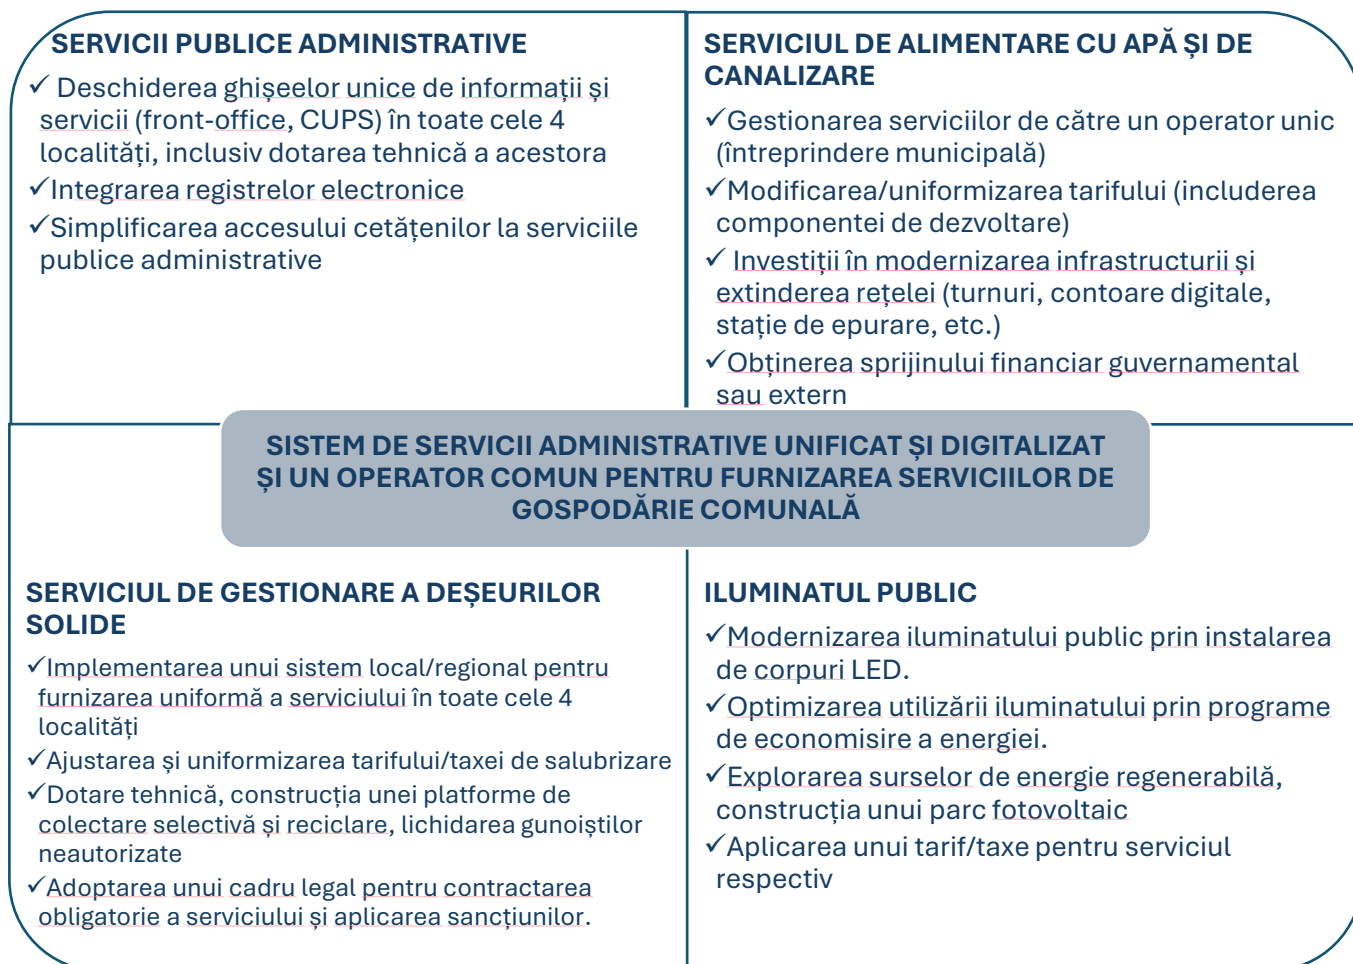 SERVICII PUBLICE ADMINISTRATIVE
✓ Deschiderea ghișeelor unice de informații și
servicii (front-office, CUPS) în toate cele 4
localități, inclusiv dotarea tehnică a acestora
✓Integrarea registrelor electronice
✓Simplificarea accesului cetățenilor la serviciile
publice administrative
SERVICIUL DE ALIMENTARE CU APĂ ȘI DE
CANALIZARE
✓Gestionarea serviciilor de către un operator unic
(întreprindere municipală)
✓Modificarea/uniformizarea tarifului (includerea
componentei de dezvoltare)
✓ Investiții în modernizarea infrastructurii și
extinderea rețelei (turnuri, contoare digitale,
stație de epurare, etc.)
✓Obținerea sprijinului financiar guvernamental
sau extern
SISTEM DE SERVICII ADMINISTRATIVE UNIFICAT ȘI DIGITALIZAT
ȘI UN OPERATOR COMUN PENTRU FURNIZAREA SERVICIILOR DE
GOSPODĂRIE COMUNALĂ
SERVICIUL DE GESTIONARE A DEȘEURILOR
SOLIDE
✓Implementarea unui sistem local/regional pentru
furnizarea uniformă a serviciului în toate cele 4
localități
✓Ajustarea și uniformizarea tarifului/taxei de salubrizare
✓Dotare tehnică, construcția unei platforme de
colectare selectivă și reciclare, lichidarea gunoiștilor
neautorizate
✓Adoptarea unui cadru legal pentru contractarea
obligatorie a serviciului și aplicarea sancțiunilor.
ILUMINATUL PUBLIC
✓Modernizarea iluminatului public prin instalarea
de corpuri LED.
✓Optimizarea utilizării iluminatului prin programe
de economisire a energiei.
✓Explorarea surselor de energie regenerabilă,
construcția unui parc fotovoltaic
✓Aplicarea unui tarif/taxe pentru serviciul
respectiv